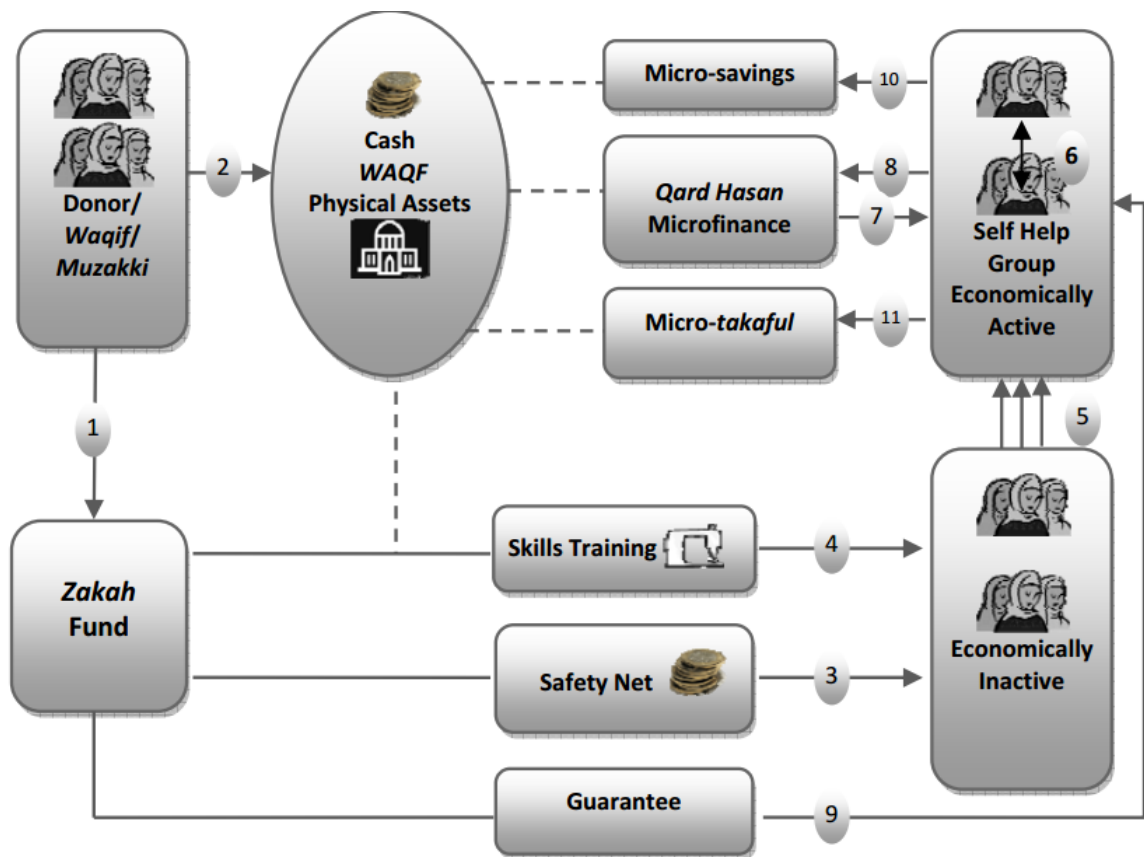 Donor/
Waqif/
Muzakki
2
Cash
WAQF
Physical Assets
Micro-savings
10
Qard Hasan
Microfinance
8
7
Micro-takaful
11
6
Self Help
Group
Economically
Active
1
5
Zakah
Fund
Skills Training
4
Safety Net
3
Economically
Inactive
Guarantee
9